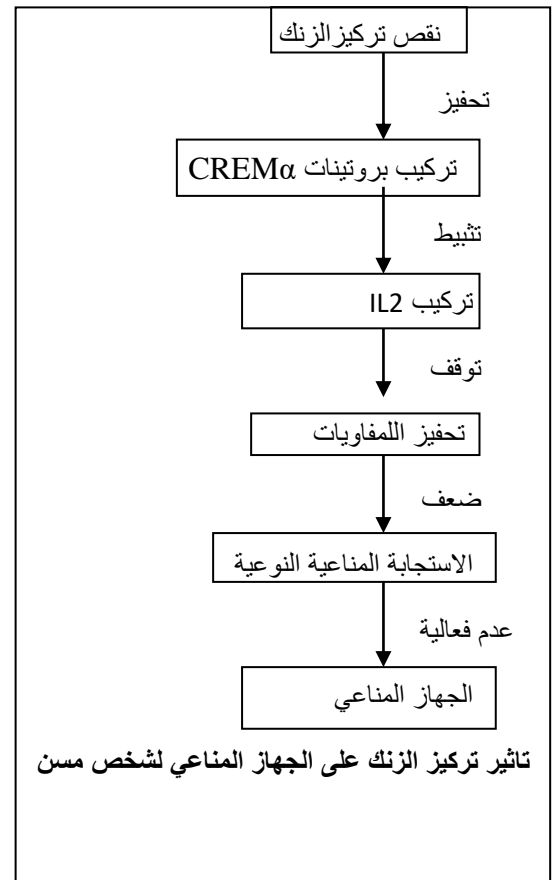 نقص تركيزالزنك
تحفيز
تركيب بروتينات CREMα
تثبيط
تركيب IL2
توقف
تحفيز اللمفاويات
ضعف
الاستجابة المناعية النوعية
عدم فعالية
الجهاز المناعي
تاثير تركيز الزنك على الجهاز المناعي لشخص مسن